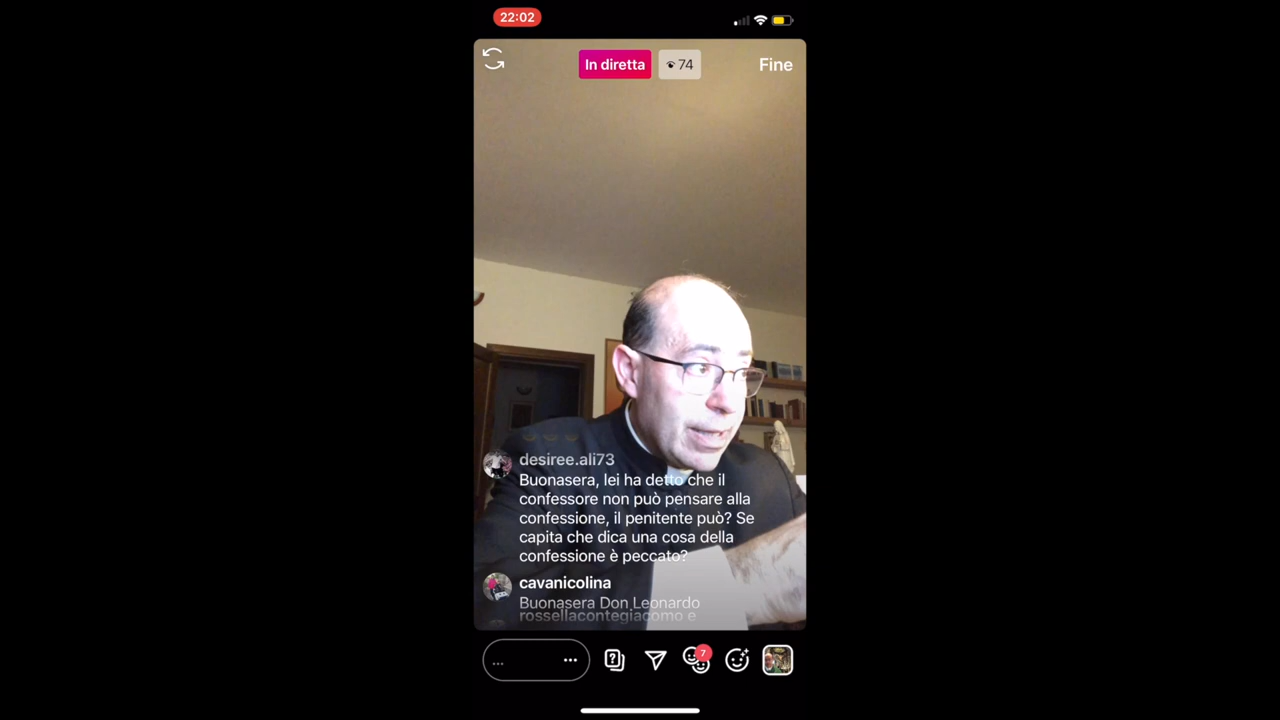 22:02
In diretta
74
Fine
desiree.ali73
Buonasera, lei ha detto che il
confessore non può pensare alla
confessione, il penitente può? Se
capita che dica una cosa della
confessione è peccato?
cavanicolina
Buonasera Don Leonardo
rossellacontegiacomo e
...
7